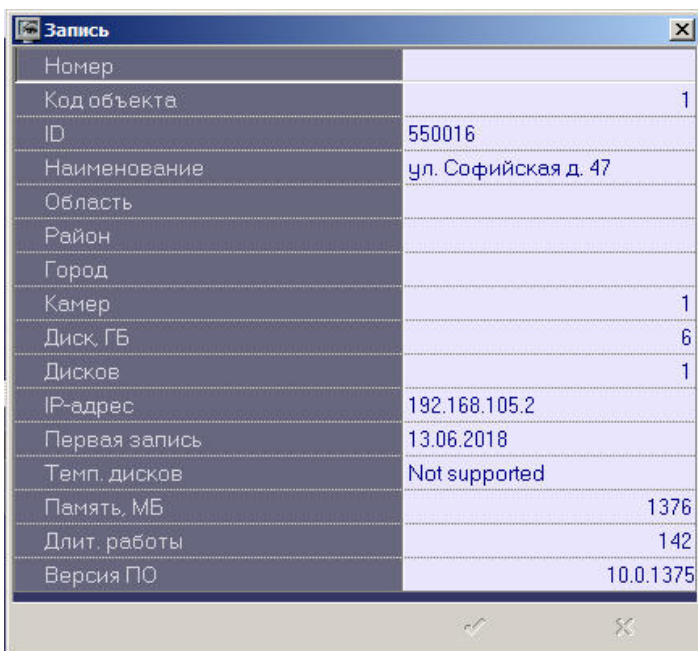 Запись
Номер
Код объекта 1
ID 550016
Наименование ул. Софийская д. 47
Область
Район
Город
Камер 1
Диск, ГБ 6
Дисков 1
IP-адрес 192.168.105.2
Первая запись 13.06.2018
Темп. дисков Not supported
Память, МБ 1376
Длит. работы 142
Версия ПО 10.0.1375